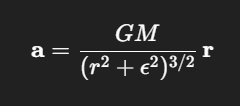 𝐚 = GM / (r² + ϵ²)^{3/2} 𝐫